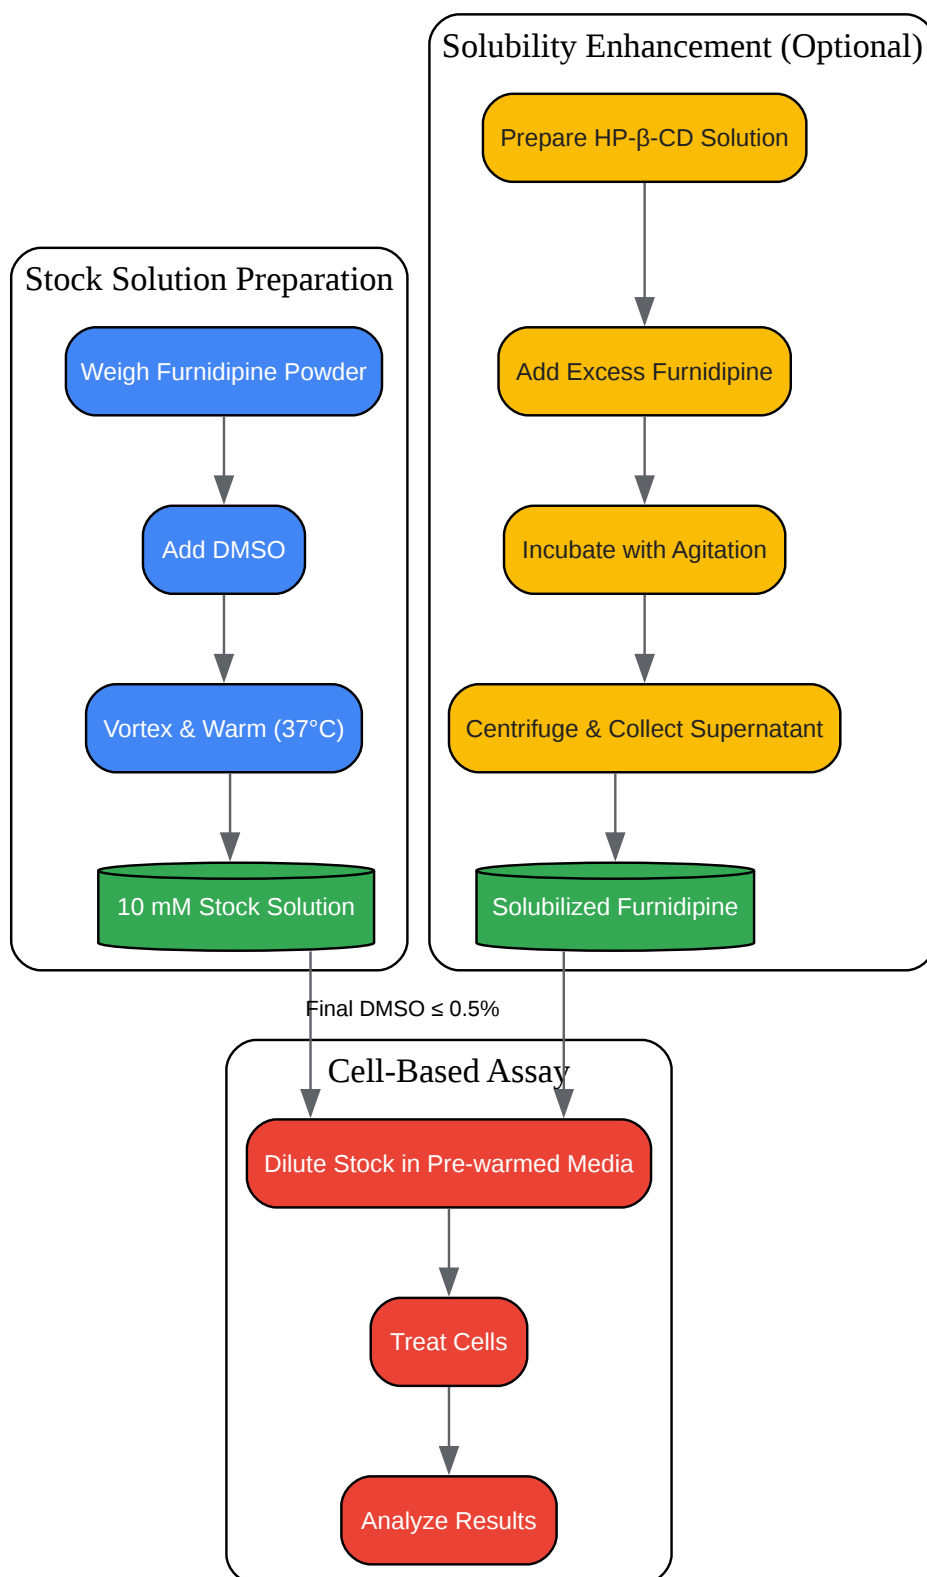 Solubility Enhancement (Optional)
Prepare HP-β-CD Solution
Add Excess Furnidipine
Incubate with Agitation
Centrifuge & Collect Supernatant
Solubilized Furnidipine
Stock Solution Preparation
Weigh Furnidipine Powder
Add DMSO
Vortex & Warm (37°C)
10 mM Stock Solution
Final DMSO ≤ 0.5%
Cell-Based Assay
Dilute Stock in Pre-warmed Media
Treat Cells
Analyze Results